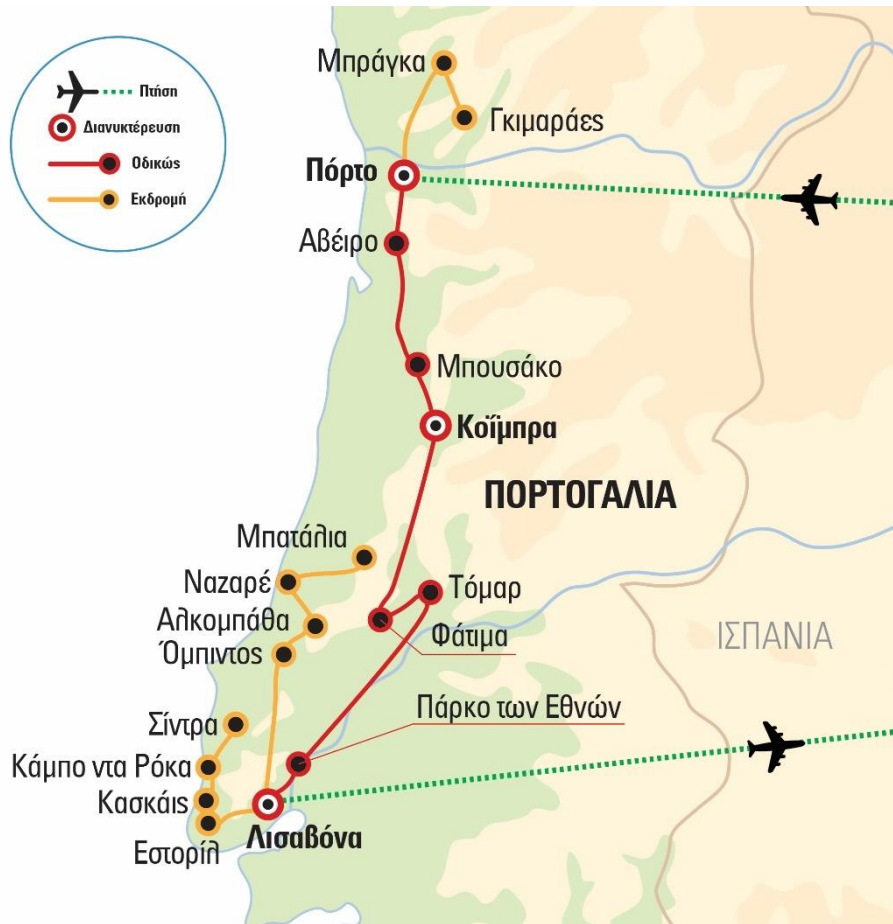 Πτήση
Διανυκτέρευση
Οδικώς
Εκδρομή
Μπράγκα
Γκιμαράες
Πόρτο
Αβέιρο
Μπουσάκο
Κοΐμπρα
ΠΟΡΤΟΓΑΛΙΑ
Μπατάλια
Ναζαρέ
Τόμαρ
Αλκομπάθα
Φάτιμα
ΙΣΠΑΝΙΑ
Όμπιντος
Πάρκο των Εθνών
Σίντρα
Κάμπο ντα Ρόκα
Κασκάις
Λισαβόνα
Εστορίλ